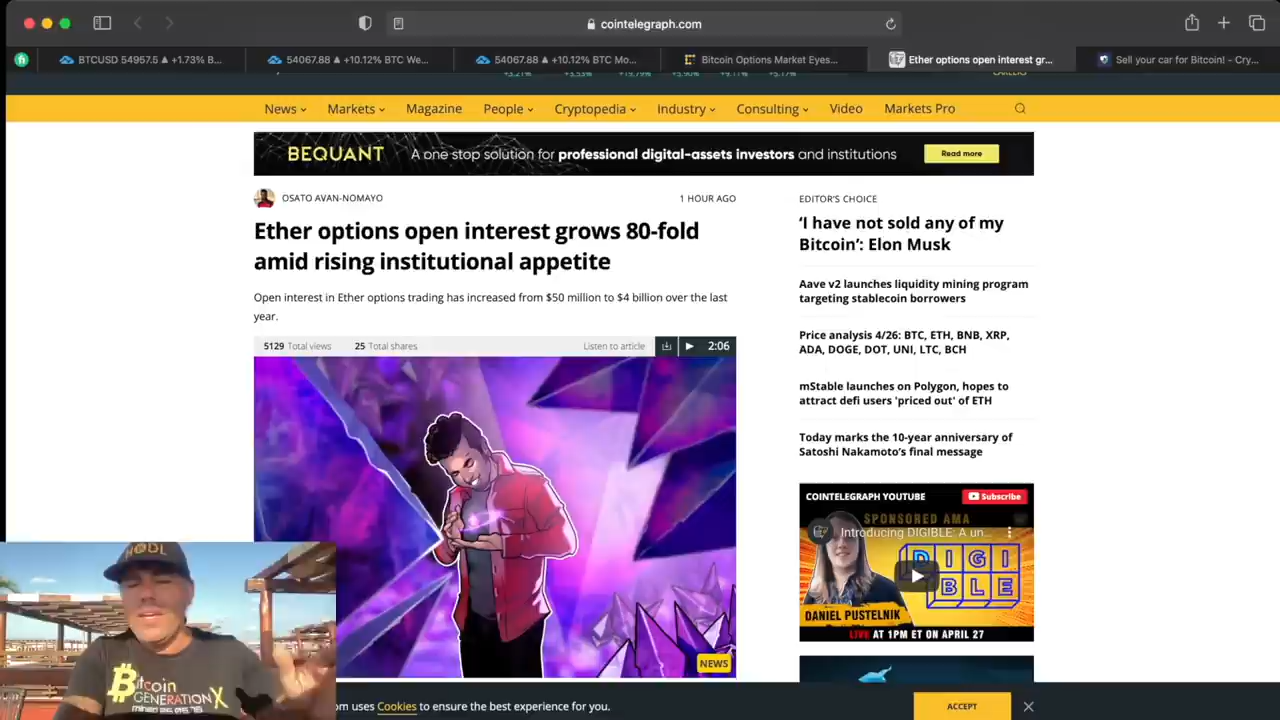 cointelegraph.com
BTCUSD 54967.5 ▲ +1.73% B...
54067.88 ▲ +10.12% BTC We...
54067.88 ▲ +10.12% BTC Mo...
Bitcoin Options Market Eyes...
Ether options open interest gr...
Sell your car for Bitcoin! - Cry...
News
Markets
Magazine
People
Cryptopedia
Industry
Consulting
Video
Markets Pro
BEQUANT
A one stop solution for professional digital-assets investors and institutions
Read more
OSATO AVAN-NOMAYO
1 HOUR AGO
Ether options open interest grows 80-fold
amid rising institutional appetite
Open interest in Ether options trading has increased from $50 million to $4 billion over the last
year.
5129 Total views
25 Total shares
Listen to article
2:06
NEWS
EDITOR'S CHOICE
‘I have not sold any of my
Bitcoin’: Elon Musk
Aave v2 launches liquidity mining program
targeting stablecoin borrowers
Price analysis 4/26: BTC, ETH, BNB, XRP,
ADA, DOGE, DOT, UNI, LTC, BCH
mStable launches on Polygon, hopes to
attract defi users 'priced out' of ETH
Today marks the 10-year anniversary of
Satoshi Nakamoto’s final message
COINTELEGRAPH YOUTUBE
Subscribe
SPONSORED AMA
Introducing DIGIBLE: A un...
DIGI
BLE
DANIEL PUSTELNIK
LIVE AT 1PM ET ON APRIL 27
HODL
Bitcoin
GENERATION X
om uses Cookies to ensure the best experience for you.
ACCEPT